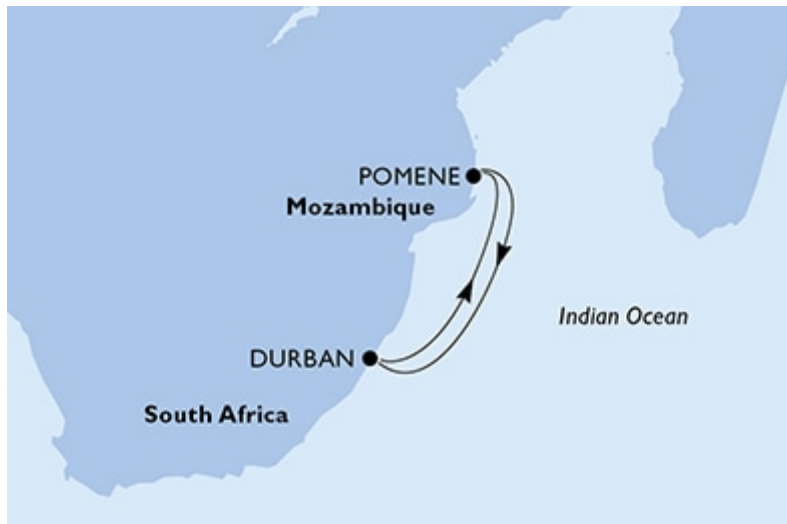 POMENE
Mozambique
Indian Ocean
DURBAN
South Africa